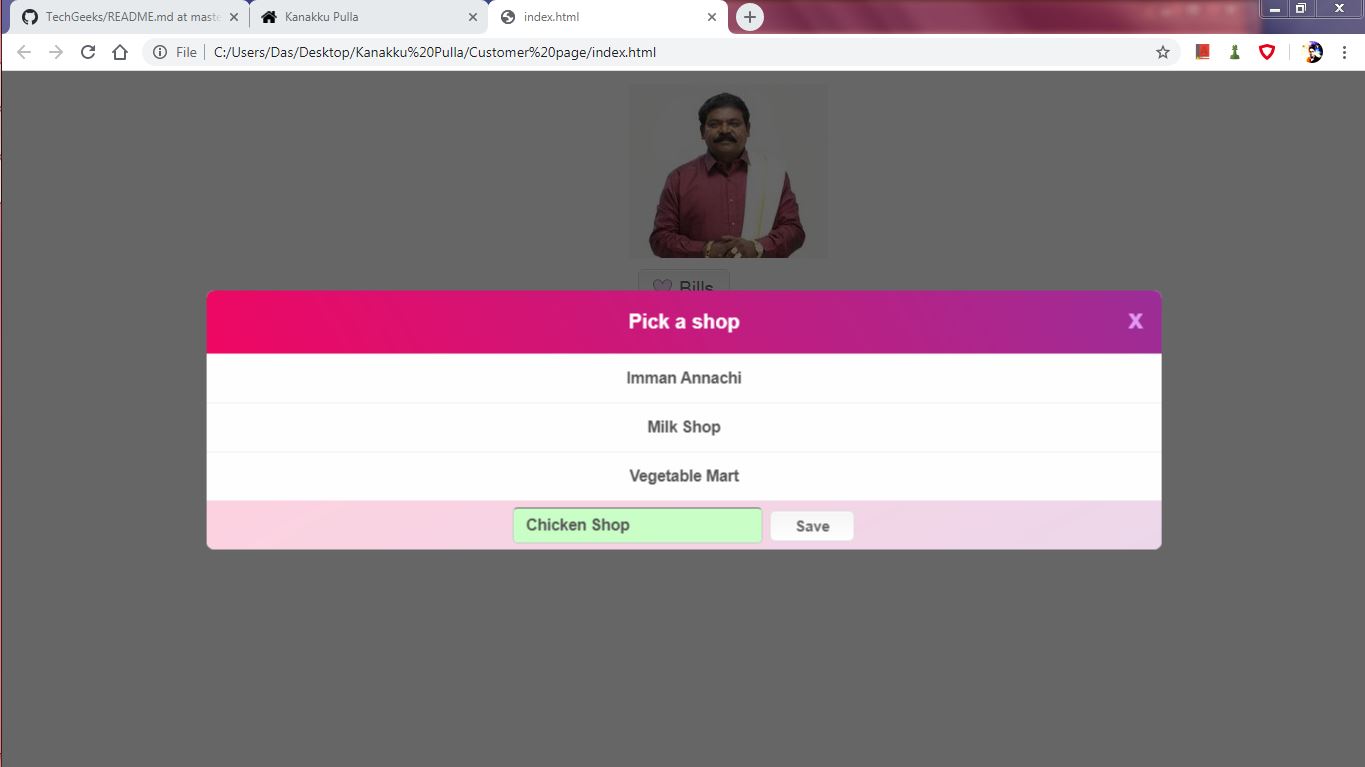 TechGeeks/README.md at maste
Kanakku Pulla
index.html
File
C:/Users/Das/Desktop/Kanakku%20Pulla/Customer%20page/index.html
Bills
Pick a shop
X
Imman Annachi
Milk Shop
Vegetable Mart
Chicken Shop
Save